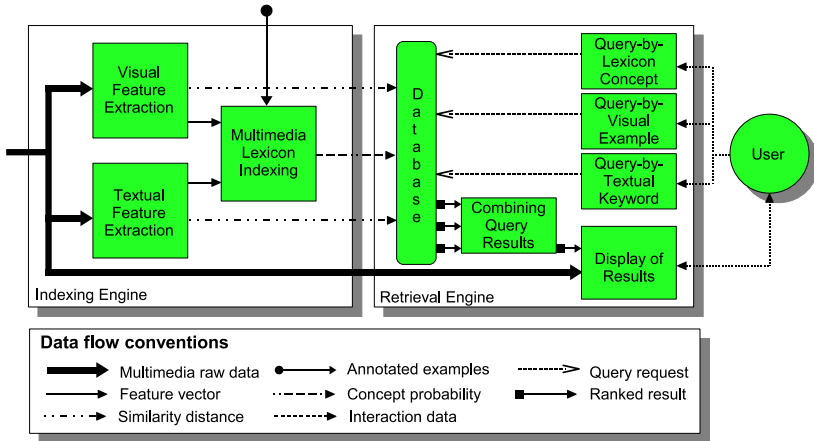 Visual
Feature
Extraction
Textual
Feature
Extraction
Multimedia
Lexicon
Indexing
Indexing Engine
D
a
t
a
b
a
s
e
Query-by-
Lexicon
Concept
Query-by-
Visual
Example
Query-by-
Textual
Keyword
Combining
Query
Results
Display of
Results
Retrieval Engine
User
Data flow conventions
Multimedia raw data
Annotated examples
Query request
Feature vector
Concept probability
Ranked result
Similarity distance
Interaction data